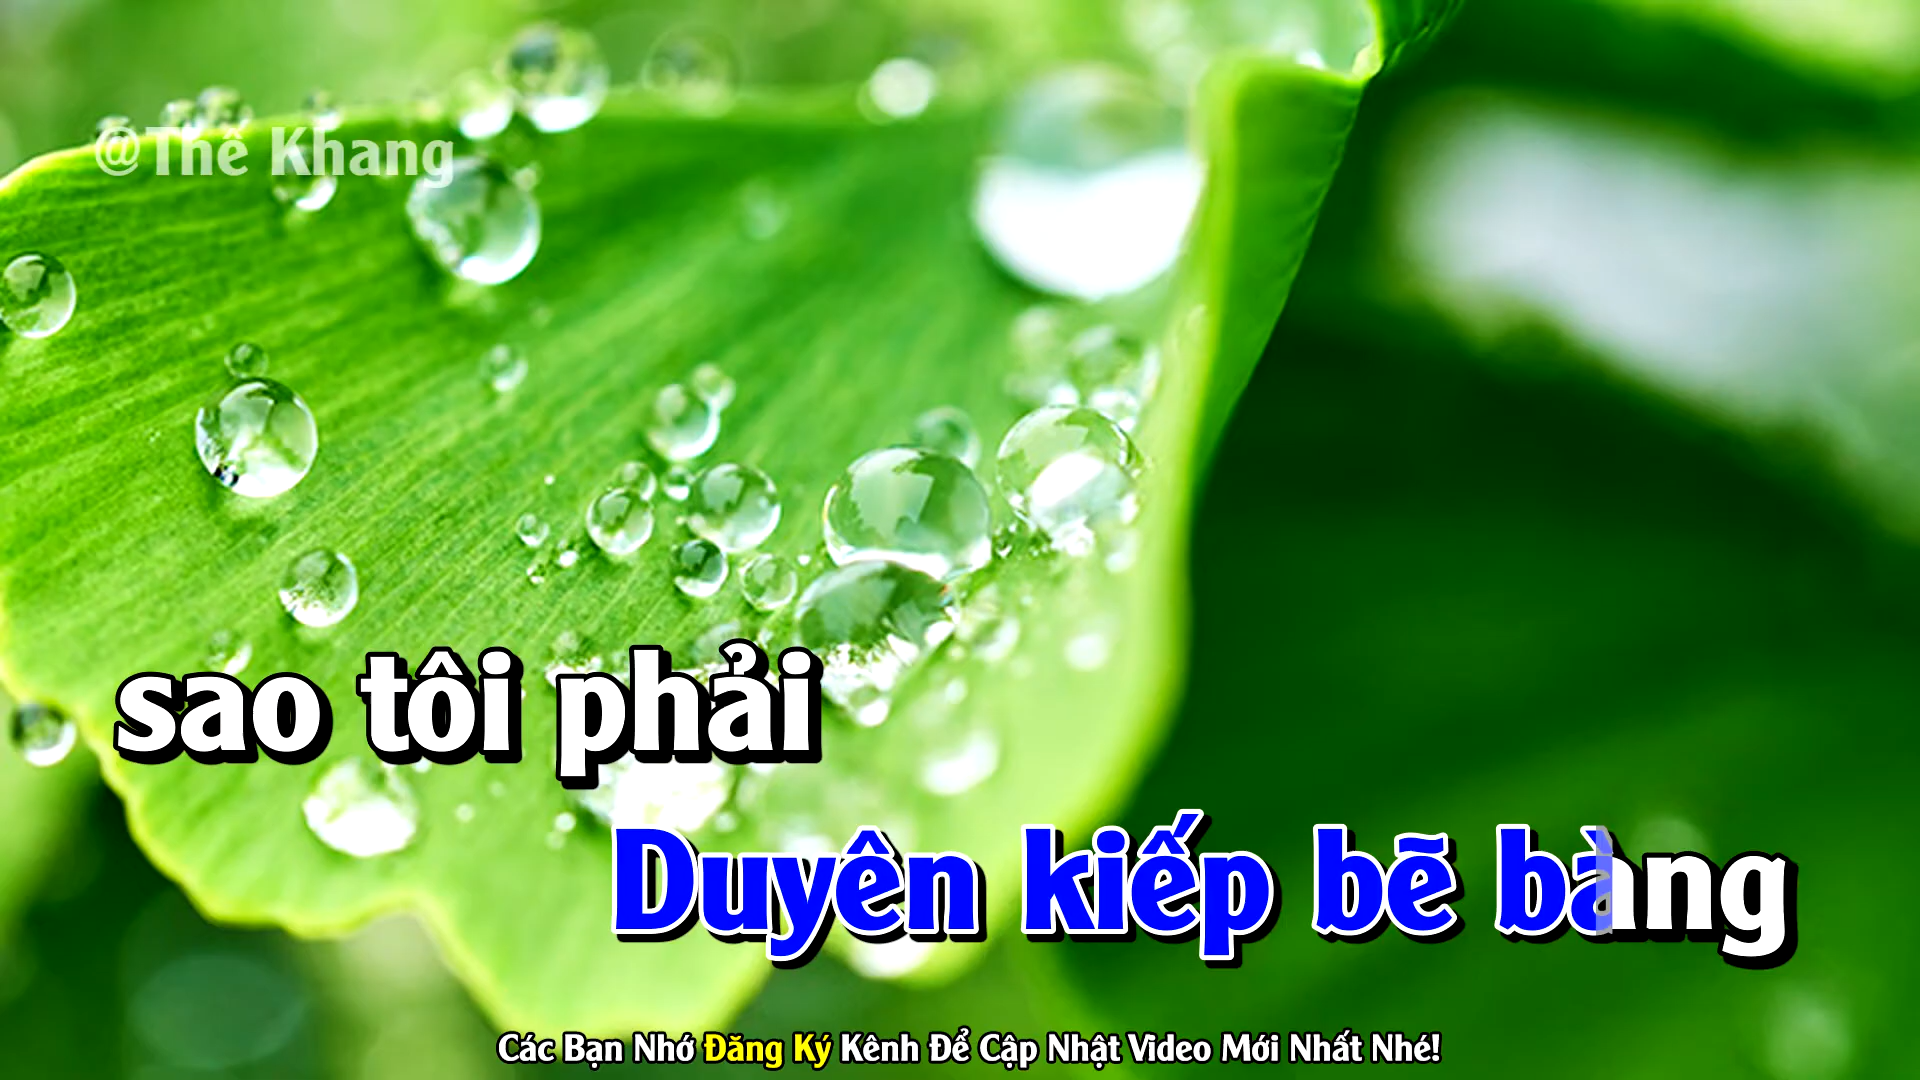 @Thế Khang
sao tôi phải
Duyên kiếp bẽ bàng
Các Bạn Nhớ Đăng Ký Kênh Để Cập Nhật Video Mới Nhất Nhé!